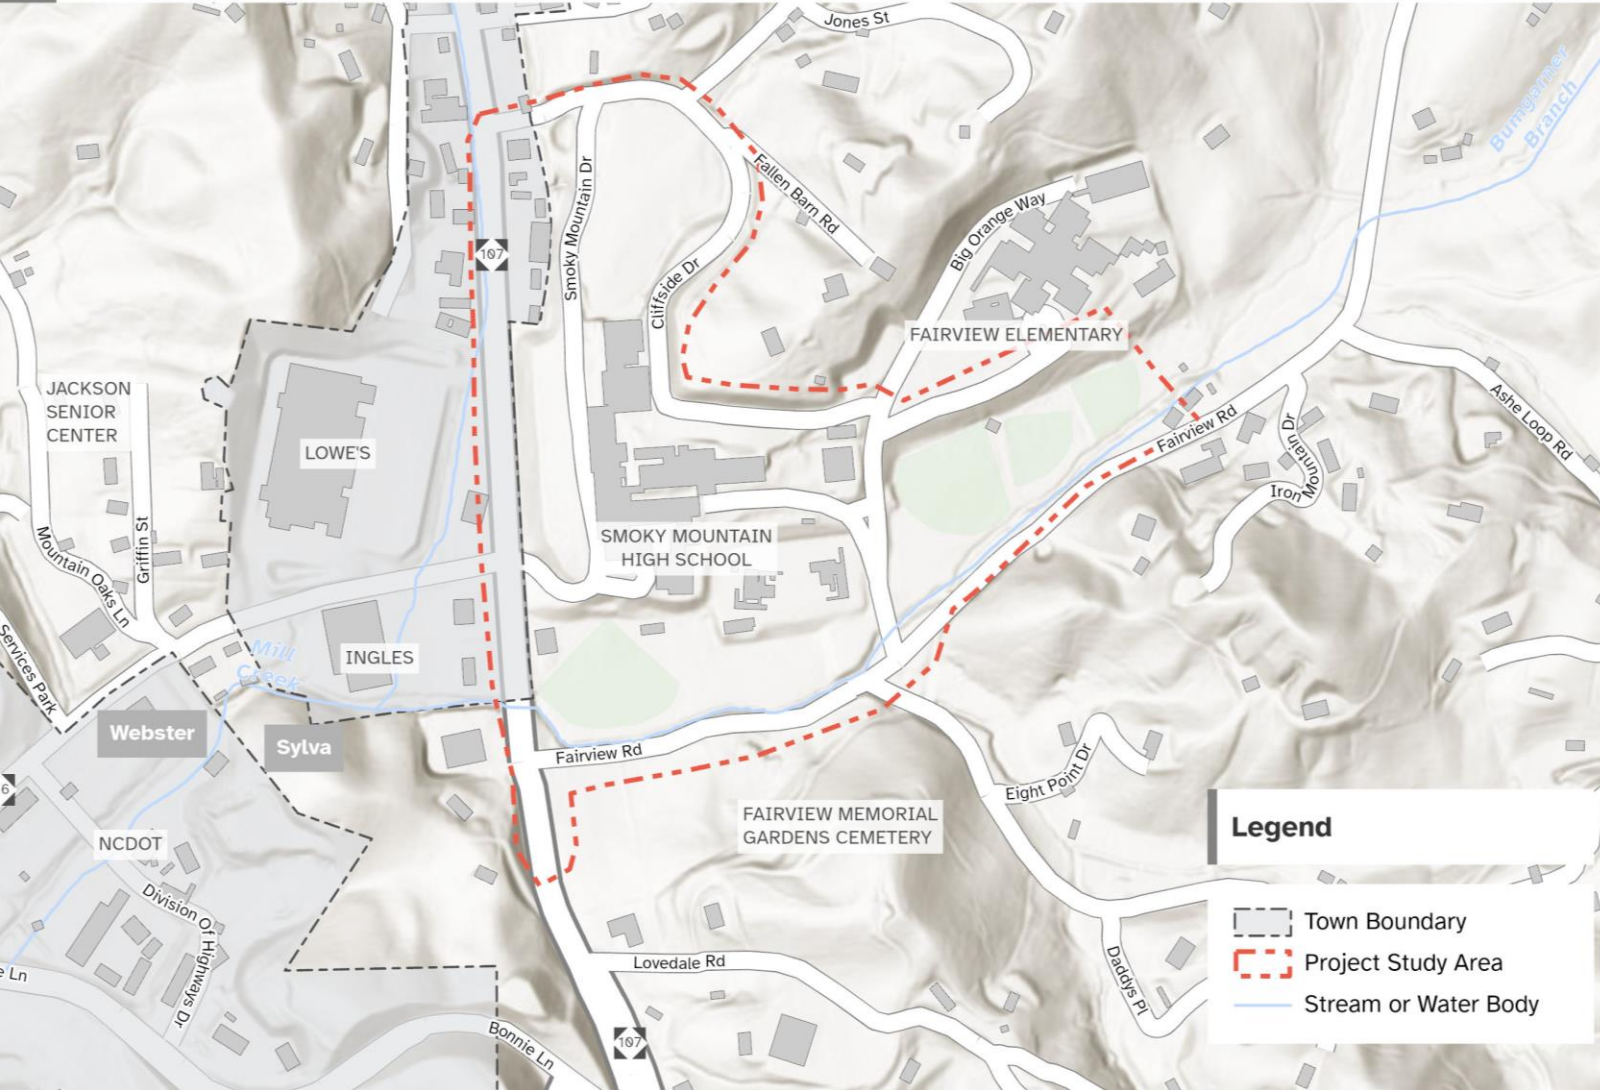 Jones St
Bumgarner
Branch
Fallen Barn Rd
Smoky Mountain Dr
Big Orange Way
107
Cliffside Dr
FAIRVIEW ELEMENTARY
JACKSON
SENIOR
CENTER
LOWE'S
Ashe Loop Rd
Fairview Rd
Iron Mountain Dr
Mountain Oaks Ln
Griffin St
SMOKY MOUNTAIN
HIGH SCHOOL
Services Park
Mill
Creek
INGLES
Webster
Sylva
Fairview Rd
Eight Point Dr
6
FAIRVIEW MEMORIAL
GARDENS CEMETERY
NCDOT
Division Of Highways Dr
Lovedale Rd
Daddys Pl
e Ln
Bonnie Ln
107
Legend
Town Boundary
Project Study Area
Stream or Water Body